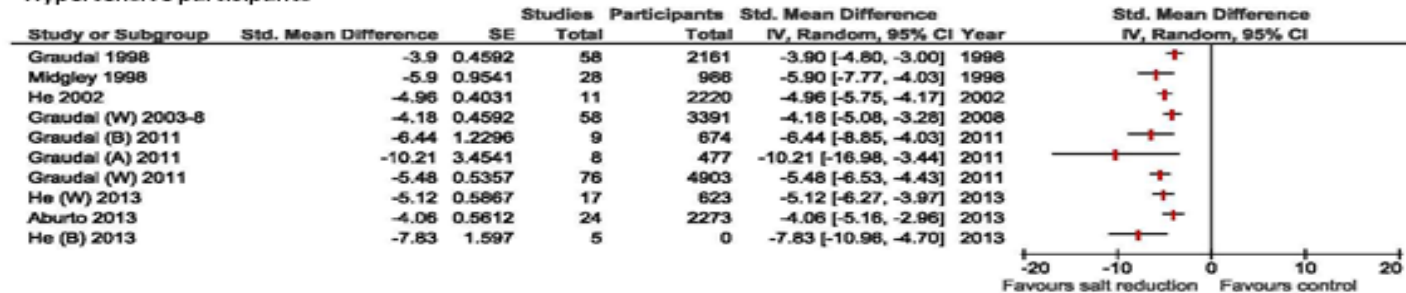 Hypertensive participants
Studies Participants Std. Mean Difference Std. Mean Difference
Study or Subgroup Std. Mean Difference SE Total Total IV, Random, 95% CI Year IV, Random, 95% CI
Graudal 1998 -3.9 0.4592 58 2161 -3.90 [-4.80, -3.00] 1998
Midgley 1998 -5.9 0.9541 28 986 -5.90 [-7.77, -4.03] 1998
He 2002 -4.96 0.4031 11 2220 -4.96 [-5.75, -4.17] 2002
Graudal (W) 2003-8 -4.18 0.4592 58 3391 -4.18 [-5.08, -3.28] 2008
Graudal (B) 2011 -6.44 1.2296 9 674 -6.44 [-8.85, -4.03] 2011
Graudal (A) 2011 -10.21 3.4541 8 477 -10.21 [-16.98, -3.44] 2011
Graudal (W) 2011 -5.48 0.5357 76 4903 -5.48 [-6.53, -4.43] 2011
He (W) 2013 -5.12 0.5867 17 623 -5.12 [-6.27, -3.97] 2013
Aburto 2013 -4.06 0.5612 24 2273 -4.06 [-5.16, -2.96] 2013
He (B) 2013 -7.83 1.597 5 0 -7.83 [-10.96, -4.70] 2013
-20 -10 0 10 20
Favours salt reduction Favours control